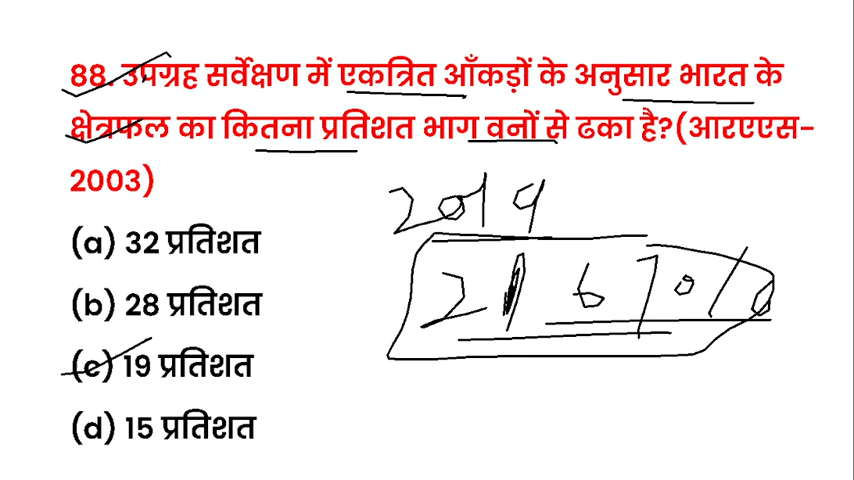 88. उपग्रह सर्वेक्षण में एकत्रित आँकड़ों के अनुसार भारत के
क्षेत्रफल का कितना प्रतिशत भाग वनों से ढका है?(आरएएस-
2003)
2019
(a) 32 प्रतिशत
21 67%
(b) 28 प्रतिशत
(c) 19 प्रतिशत
(d) 15 प्रतिशत